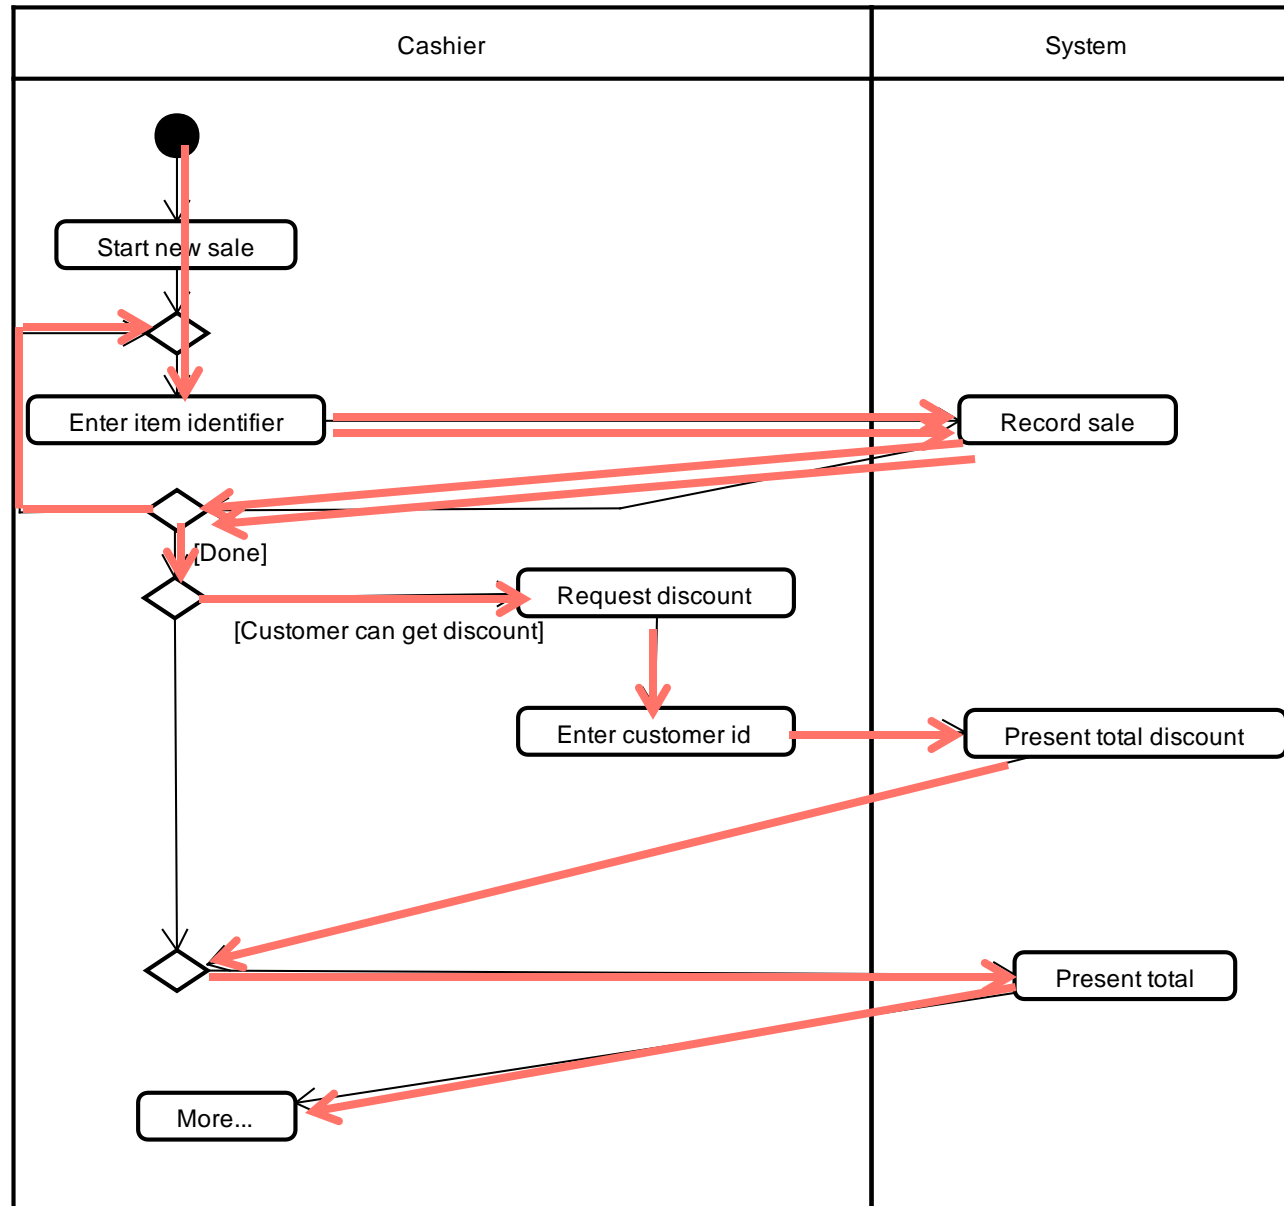 Cashier
System
Start new sale
Enter item identifier
Record sale
[Done]
Request discount
[Customer can get discount]
Enter customer id
Present total discount
Present total
More...